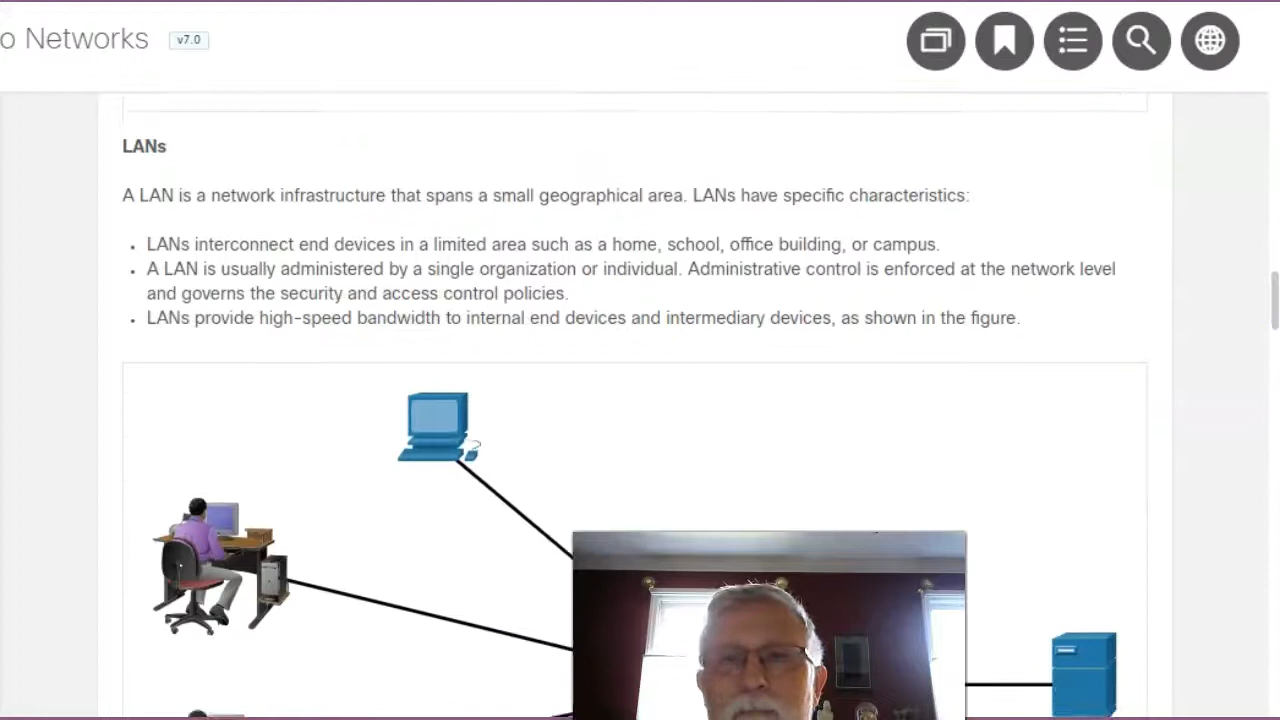 o Networks v7.0
LANs
A LAN is a network infrastructure that spans a small geographical area. LANs have specific characteristics:
• LANs interconnect end devices in a limited area such as a home, school, office building, or campus.
• A LAN is usually administered by a single organization or individual. Administrative control is enforced at the network level
and governs the security and access control policies.
• LANs provide high-speed bandwidth to internal end devices and intermediary devices, as shown in the figure.